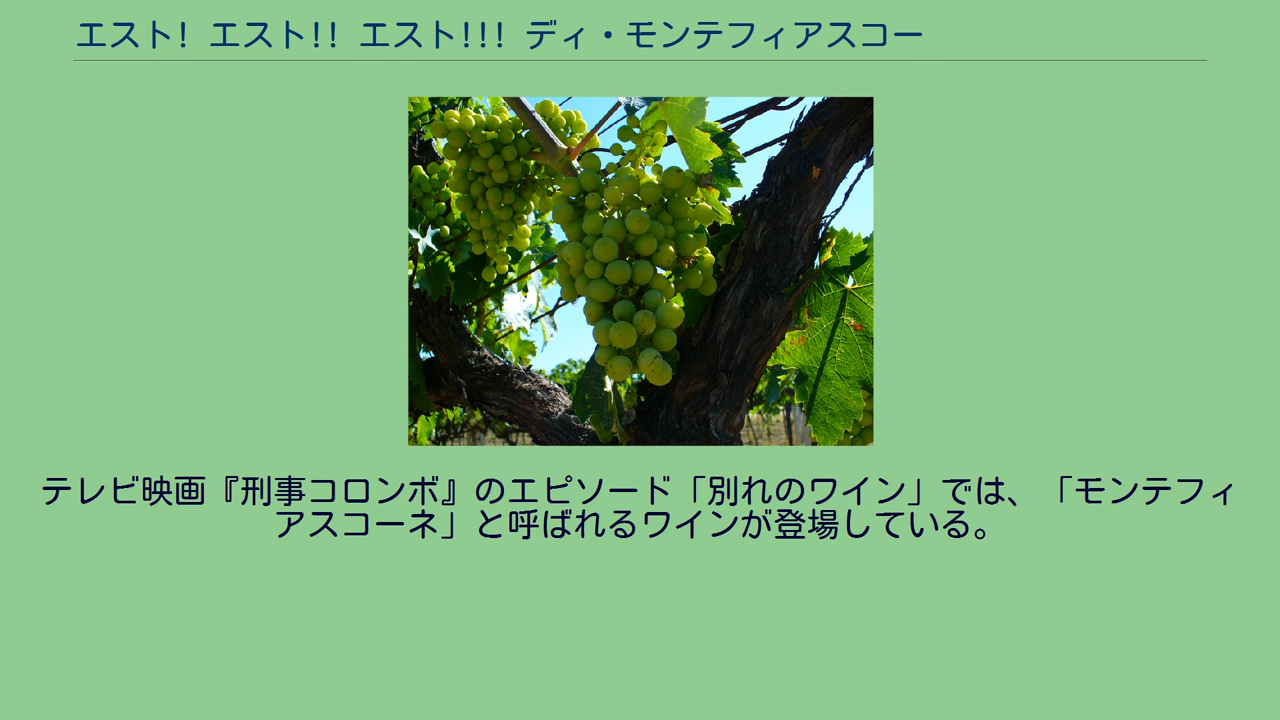 エスト! エスト!! エスト!!! ディ・モンテフィアスコー
テレビ映画『刑事コロンボ』のエピソード「別れのワイン」では、「モンテフィ
アスコーネ」と呼ばれるワインが登場している。